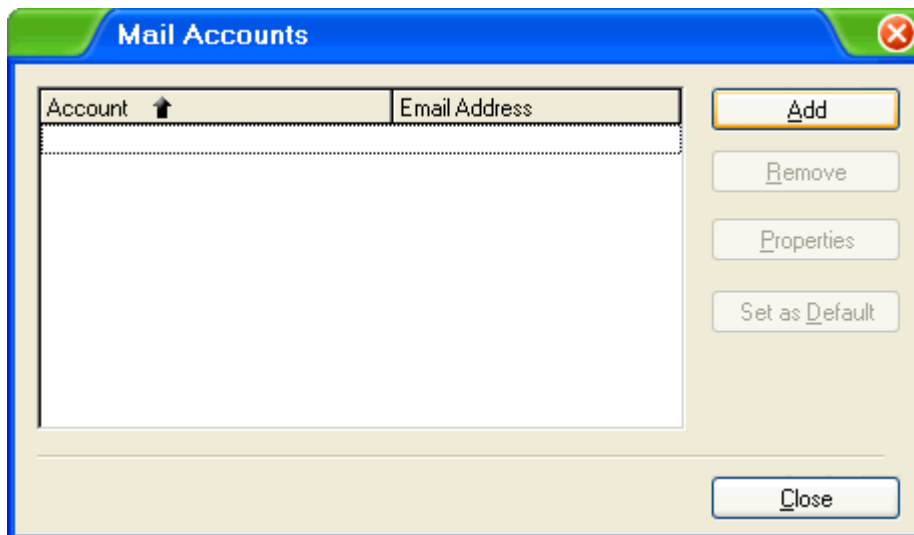 Mail Accounts
Account Email Address
Add
Remove
Properties
Set as Default
Close